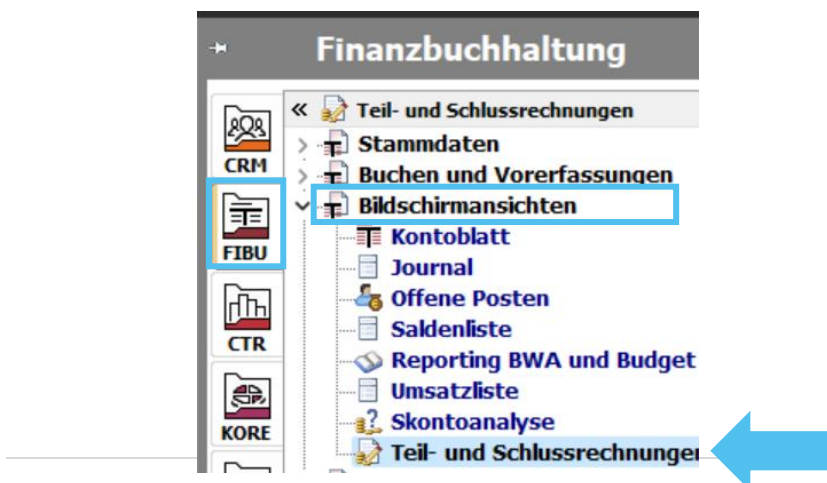 Finanzbuchhaltung
Teil- und Schlussrechnungen
CRM
Stammdaten
Buchen und Vorerfassungen
FIBU
Bildschirmansichten
Kontoblatt
Journal
Offene Posten
CTR
Saldenliste
Reporting BWA und Budget
Umsatzliste
KORE
Skontoanalyse
Teil- und Schlussrechnunge